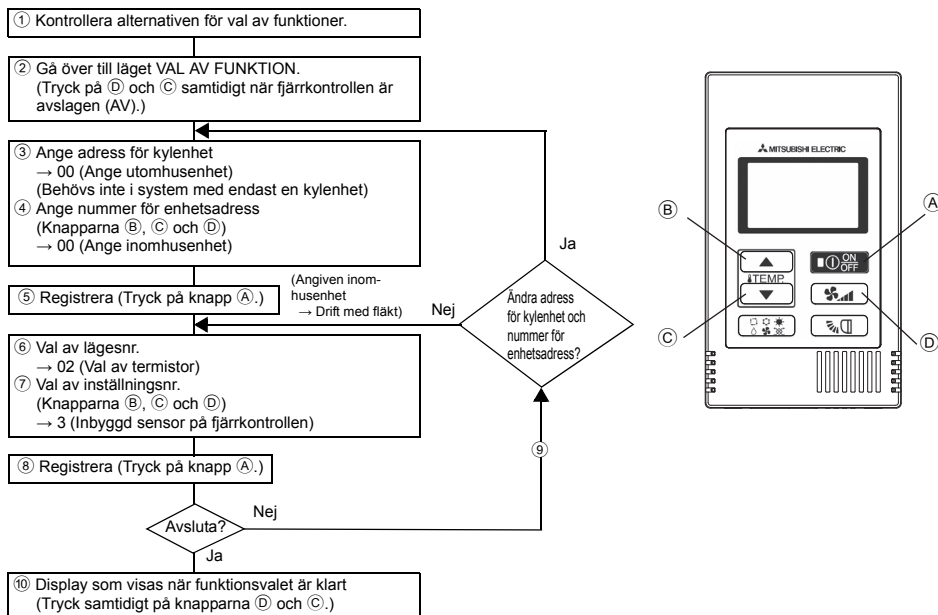 ① Kontrollera alternativen för val av funktioner.
② Gå över till läget VAL AV FUNKTION.
(Tryck på Ⓓ och Ⓒ samtidigt när fjärrkontrollen är
avslagen (AV).)
③ Ange adress för kylenhet
→ 00 (Ange utomhusenhet)
(Behövs inte i system med endast en kylenhet)
④ Ange nummer för enhetsadress
(Knapparna Ⓑ, Ⓒ och Ⓓ)
→ 00 (Ange inomhusenhet)
⑤ Registrera (Tryck på knapp Ⓐ.)
(Angiven inom-
husenhet
→ Drift med fläkt)
Nej
Ja
Ändra adress
för kylenhet och
nummer för
enhetsadress?
⑥ Val av lägesnr.
→ 02 (Val av termistor)
⑦ Val av inställningsnr.
(Knapparna Ⓑ, Ⓒ och Ⓓ)
→ 3 (Inbyggd sensor på fjärrkontrollen)
⑧ Registrera (Tryck på knapp Ⓐ.)
⑨
Avsluta?
Nej
Ja
⑩ Display som visas när funktionsvalet är klart
(Tryck samtidigt på knapparna Ⓓ och Ⓒ.)
MITSUBISHI ELECTRIC
Ⓐ
Ⓑ
ON
OFF
TEMP.
Ⓒ
Ⓓ